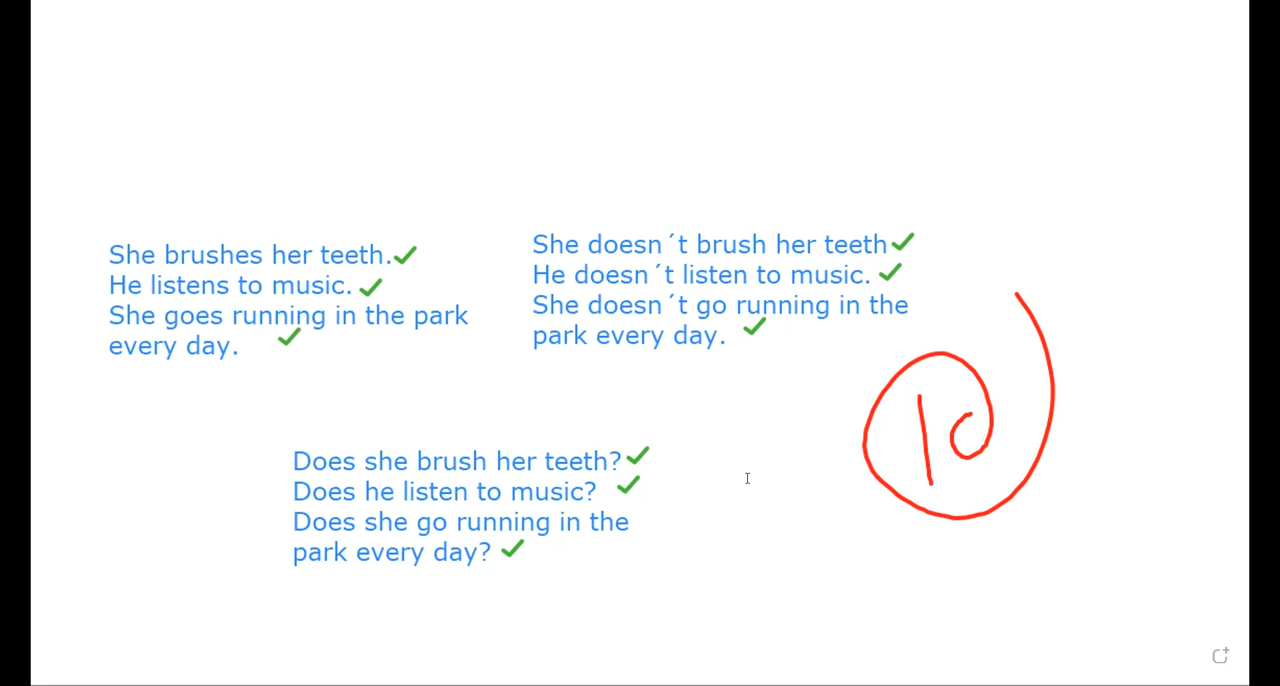 She brushes her teeth.
He listens to music.
She goes running in the park
every day.
She doesn´t brush her teeth
He doesn´t listen to music.
She doesn´t go running in the
park every day.
Does she brush her teeth?
Does he listen to music?
Does she go running in the
park every day?
10